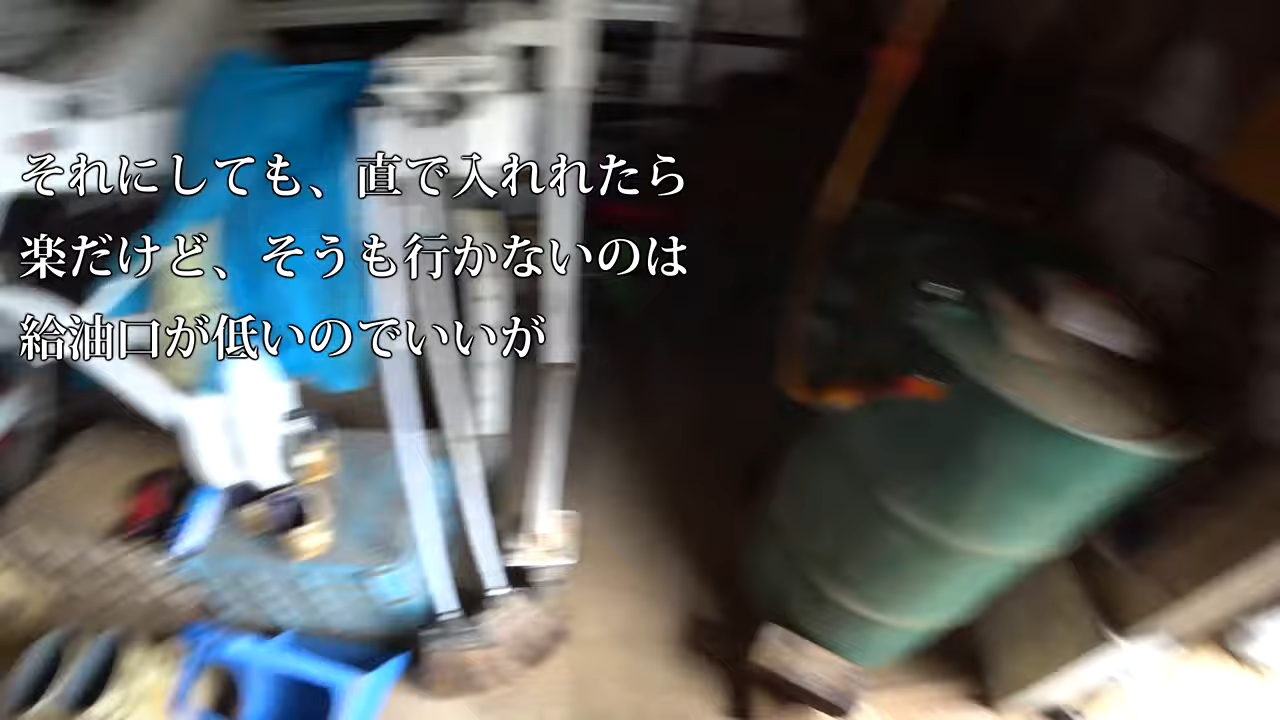 それにしても、直で入れれたら
楽だけど、そうも行かないのは
給油口が低いのでいいが